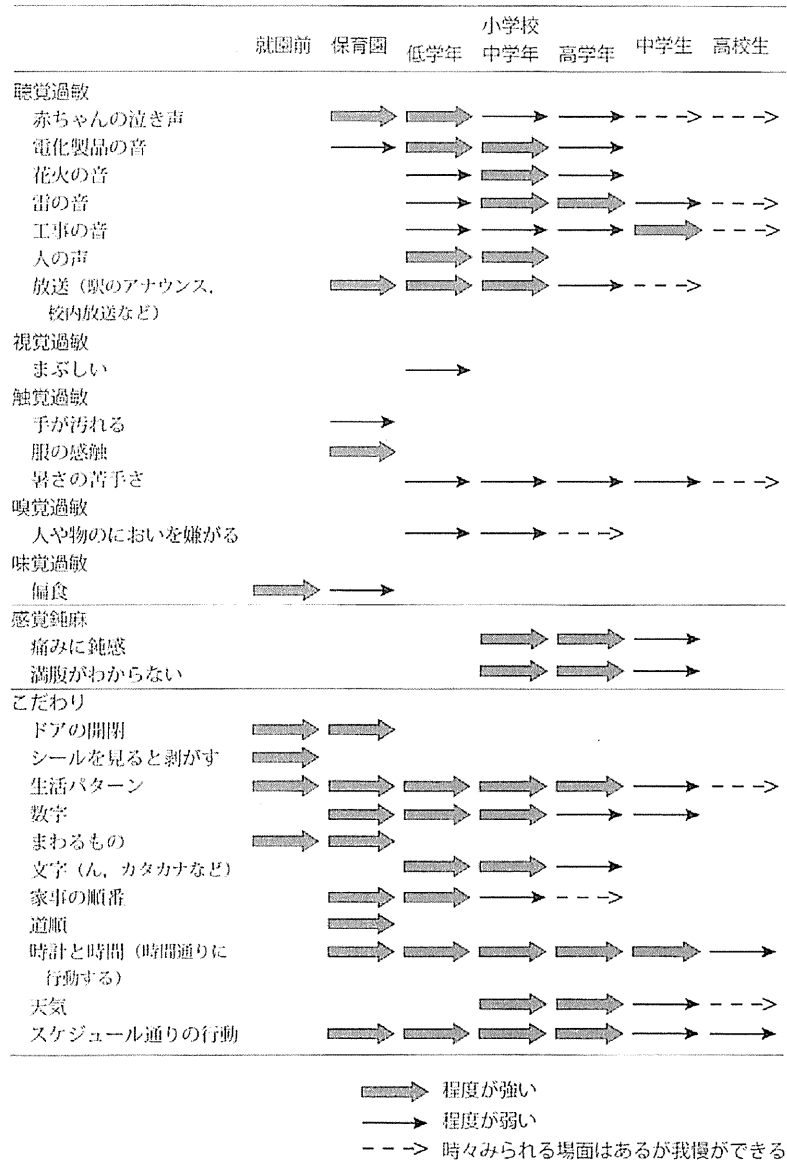 小学校
就園前 保育園 低学年 中学年 高学年 中学生 高校生
聴覚過敏
赤ちゃんの泣き声
電化製品の音
花火の音
雷の音
工事の音
人の声
放送（駅のアナウンス，
校内放送など）
視覚過敏
まぶしい
触覚過敏
手が汚れる
服の感触
暑さの苦手さ
嗅覚過敏
人や物のにおいを嫌がる
味覚過敏
偏食
感覚鈍麻
痛みに鈍感
満腹がわからない
こだわり
ドアの開閉
シールを見ると剥がす
生活パターン
数字
まわるもの
文字（ん，カタカナなど）
家事の順番
道順
時計と時間（時間通りに
行動する）
天気
スケジュール通りの行動
程度が強い
程度が弱い
時々みられる場面はあるが我慢ができる